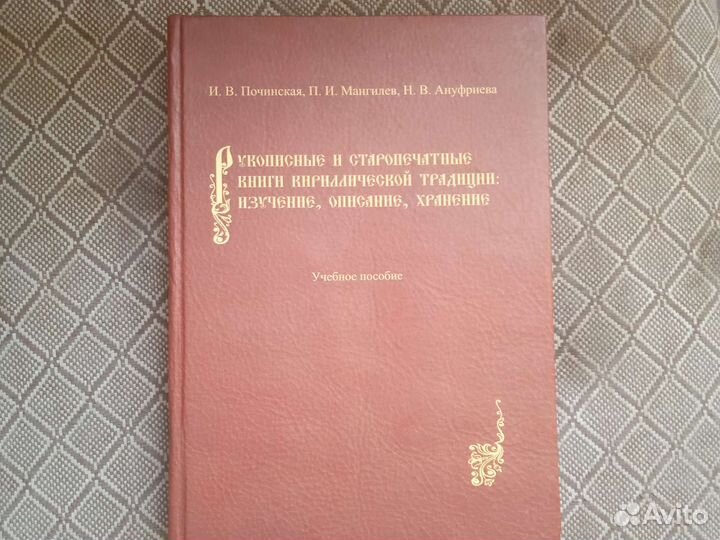 И. В. Починская, П. И. Мангилев, Н. В. Ануфриева
Рукописные и старопечатные
книги кириллической традиции:
изучение, описание, хранение
Учебное пособие
Avito